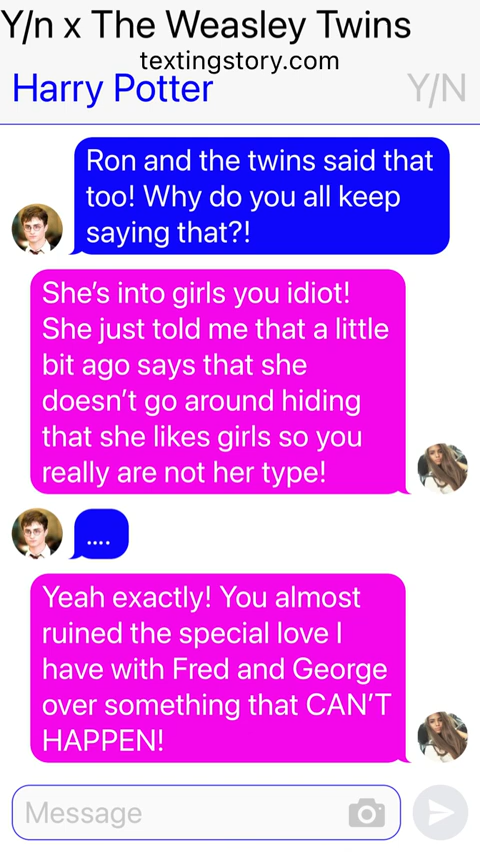 Y/n x The Weasley Twins
textingstory.com
Harry Potter
Y/N
Ron and the twins said that
too! Why do you all keep
saying that?!
She's into girls you idiot!
She just told me that a little
bit ago says that she
doesn't go around hiding
that she likes girls so you
really are not her type!
....
Yeah exactly! You almost
ruined the special love I
have with Fred and George
over something that CAN'T
HAPPEN!
Message